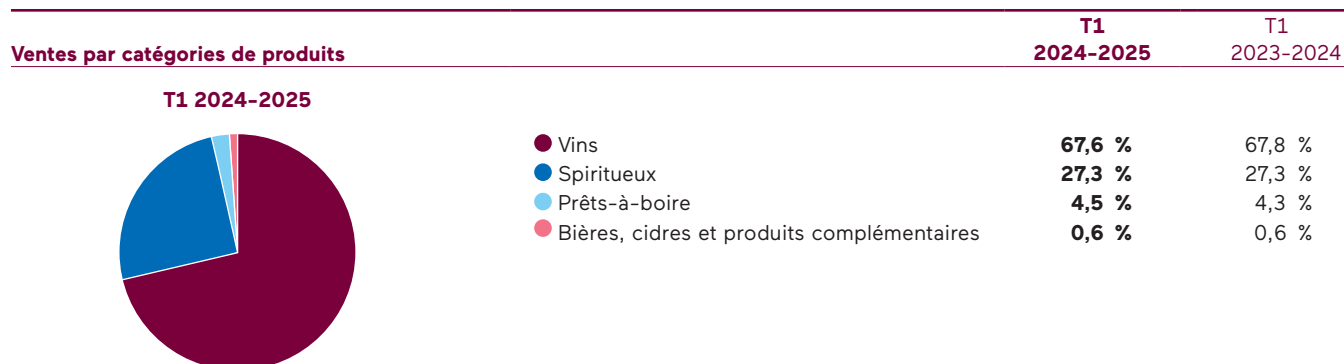 T1 T1
Ventes par catégories de produits 2024-2025 2023-2024
T1 2024-2025
Vins 67,6 % 67,8 %
Spiritueux 27,3 % 27,3 %
Prêts-à-boire 4,5 % 4,3 %
Bières, cidres et produits complémentaires 0,6 % 0,6 %